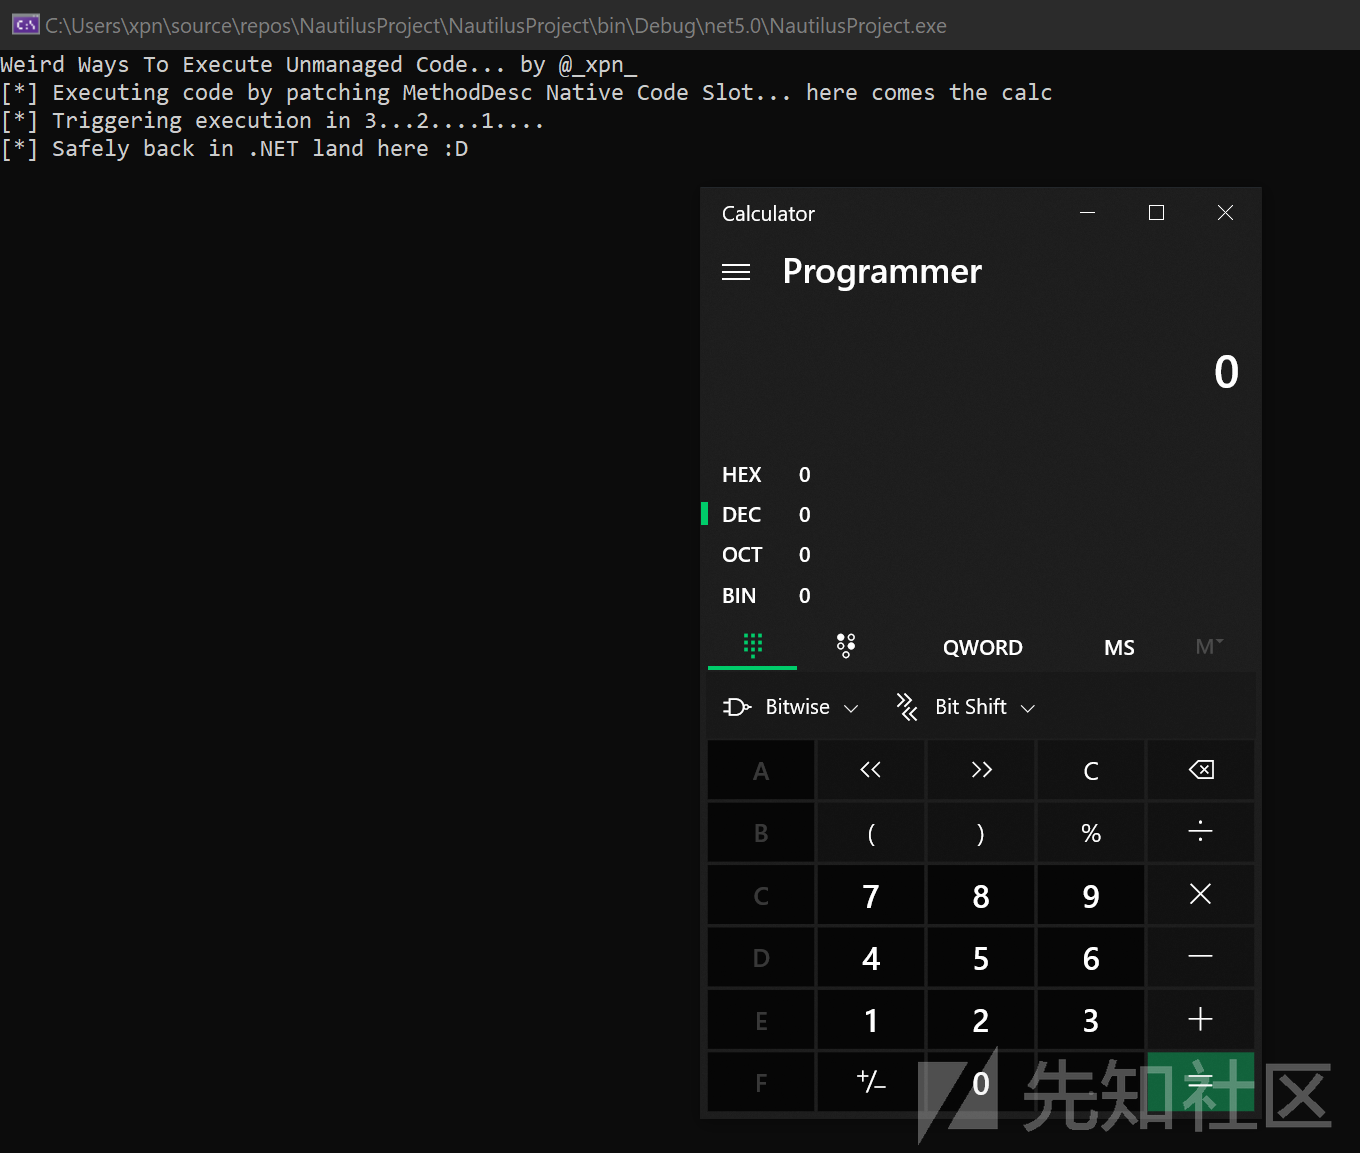 C:\Users\xpn\source\repos\NautilusProject\NautilusProject\bin\Debug\net5.0\NautilusProject.exe
Weird Ways To Execute Unmanaged Code... by @_xpn_
[*] Executing code by patching MethodDesc Native Code Slot... here comes the calc
[*] Triggering execution in 3...2....1....
[*] Safely back in .NET land here :D
Calculator
Programmer
0
HEX 0
DEC 0
OCT 0
BIN 0
QWORD MS M
Bitwise Bit Shift
A << >> C
B ( ) % ÷
C 7 8 9 ×
D 4 5 6 −
E 1 2 3 +
F +/− 0 =
先知社区